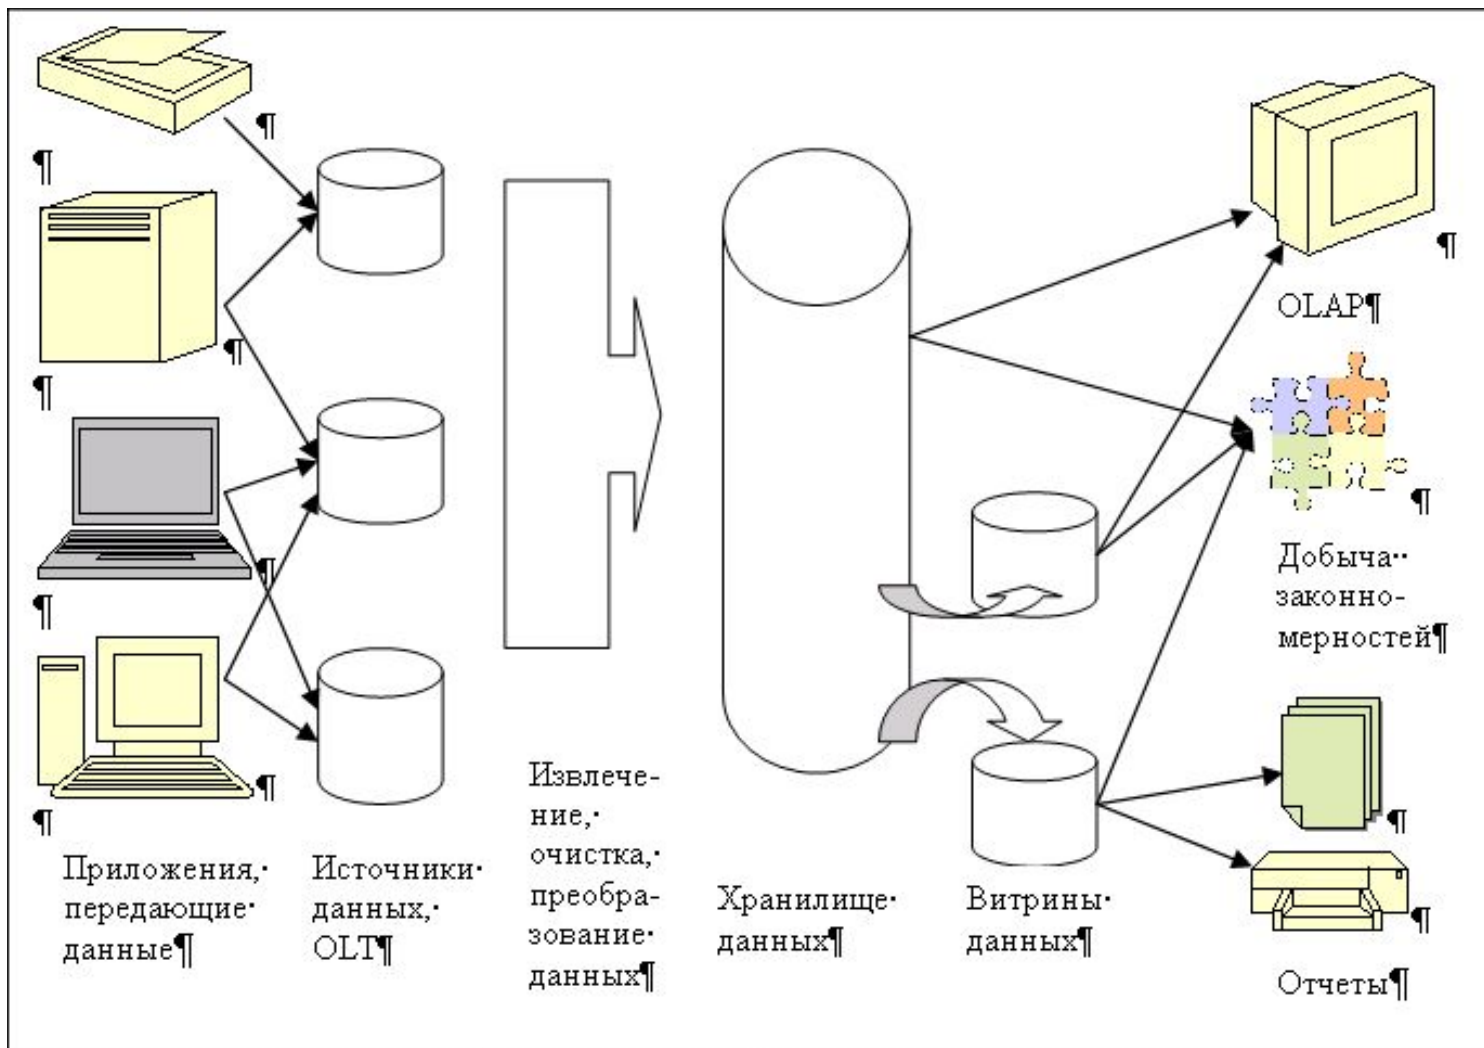 ¶
¶
¶
¶
¶
¶
¶
¶
¶
Приложения,·
передающие·
данные¶
Источники·
данных,·
OLT¶
Извлече-
ние,·
очистка,·
преобра-
зование·
данных¶
Хранилище·
данных¶
Витрины·
данных¶
¶
OLAP¶
¶
Добыча··
законно-
мерностей¶
¶
¶
Отчеты¶